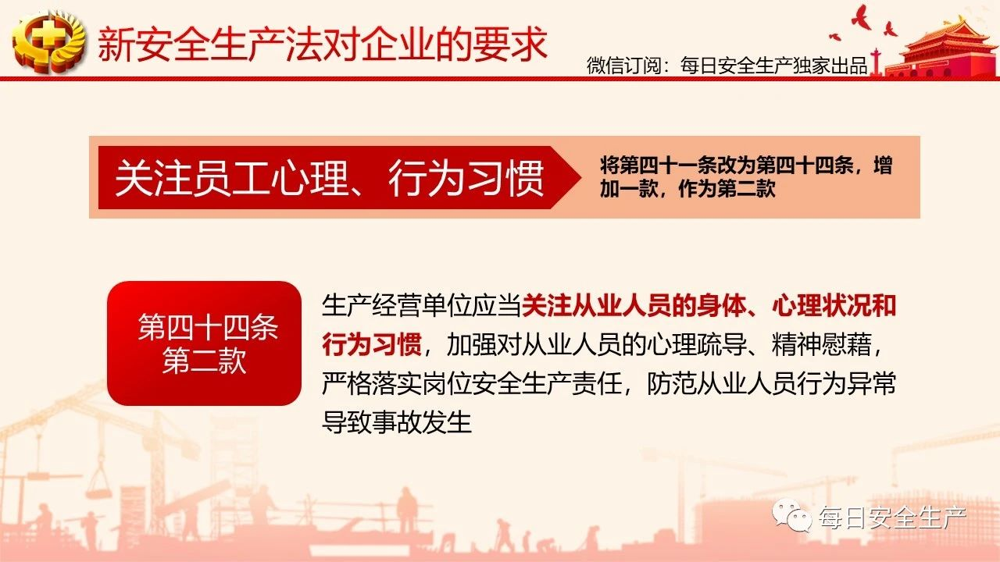 新安全生产法对企业的要求
微信订阅：每日安全生产独家出品
关注员工心理、行为习惯
将第四十一条改为第四十四条，增
加一款，作为第二款
第四十四条
第二款
生产经营单位应当关注从业人员的身体、心理状况和
行为习惯，加强对从业人员的心理疏导、精神慰藉，
严格落实岗位安全生产责任，防范从业人员行为异常
导致事故发生
每日安全生产